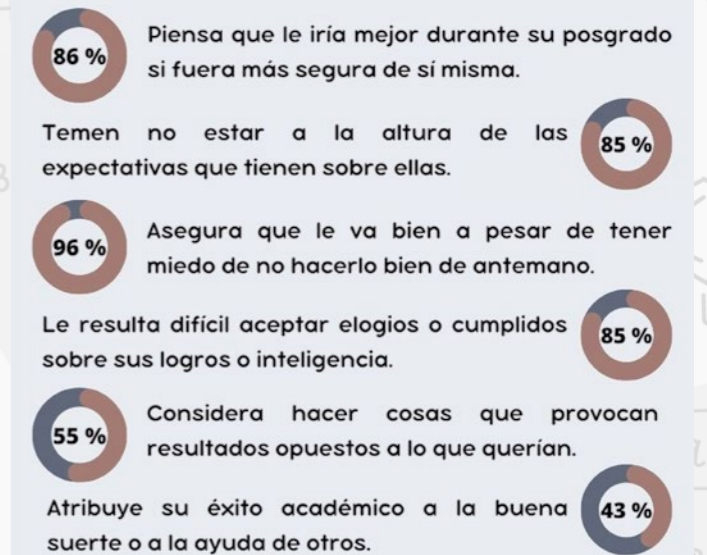 86 %
Piensa que le iría mejor durante su posgrado
si fuera más segura de sí misma.
Temen no estar a la altura de las
expectativas que tienen sobre ellas.
85 %
96 %
Asegura que le va bien a pesar de tener
miedo de no hacerlo bien de antemano.
Le resulta difícil aceptar elogios o cumplidos
sobre sus logros o inteligencia.
85 %
55 %
Considera hacer cosas que provocan
resultados opuestos a lo que querían.
Atribuye su éxito académico a la buena
suerte o a la ayuda de otros.
43 %